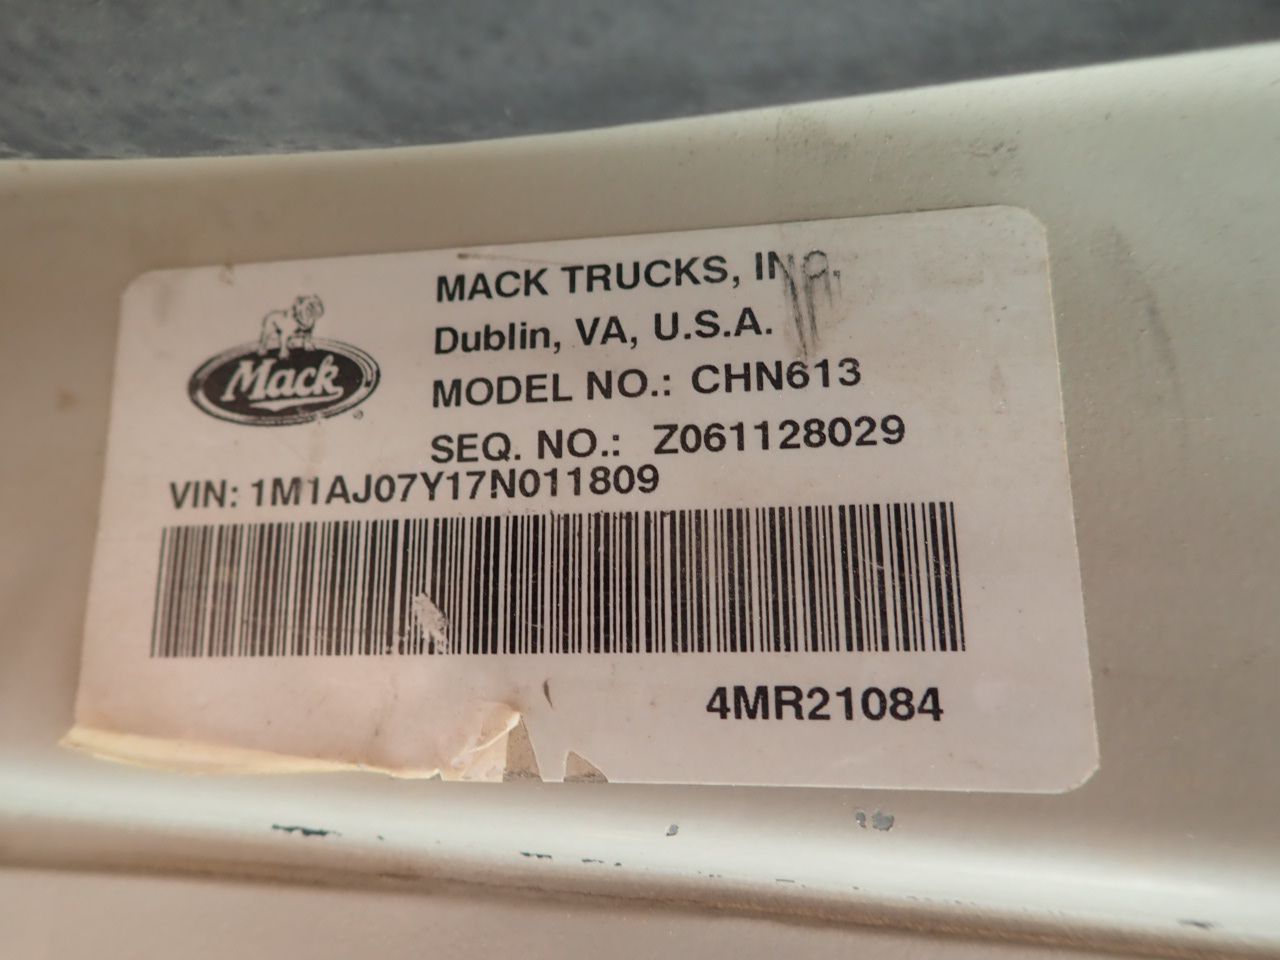 MACK TRUCKS, INC.
Dublin, VA, U.S.A.
Mack
®
MODEL NO.: CHN613
SEQ. NO.: Z061128029
VIN: 1M1AJ07Y17N011809
4MR21084